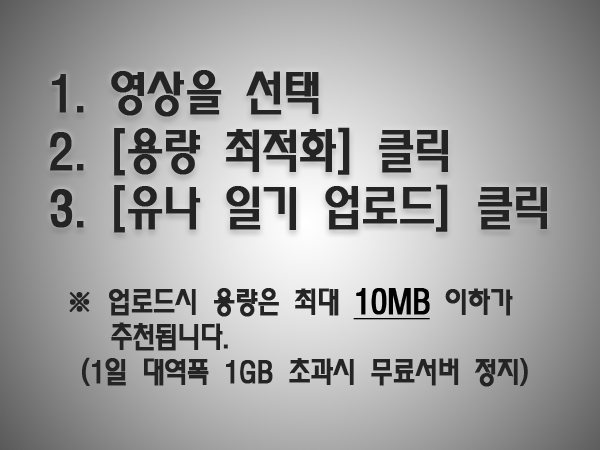 1. 영상을 선택
2. [용량 최적화] 클릭
3. [유나 일기 업로드] 클릭
※ 업로드시 용량은 최대 10MB 이하가
추천됩니다.
(1일 대역폭 1GB 초과시 무료서버 정지)